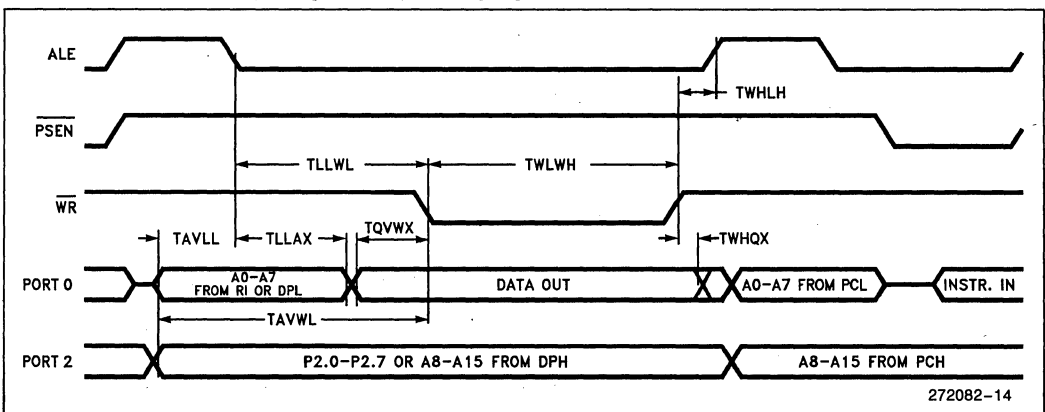 ALE
TWHLH
PSEN
TLLWL
TWLWH
WR
TAVLL
TLLAX
TQVWX
TWHQX
PORT 0
A0-A7
FROM RI OR DPL
DATA OUT
A0-A7 FROM PCL
INSTR. IN
TAVWL
PORT 2
P2.0-P2.7 OR A8-A15 FROM DPH
A8-A15 FROM PCH
272082-14